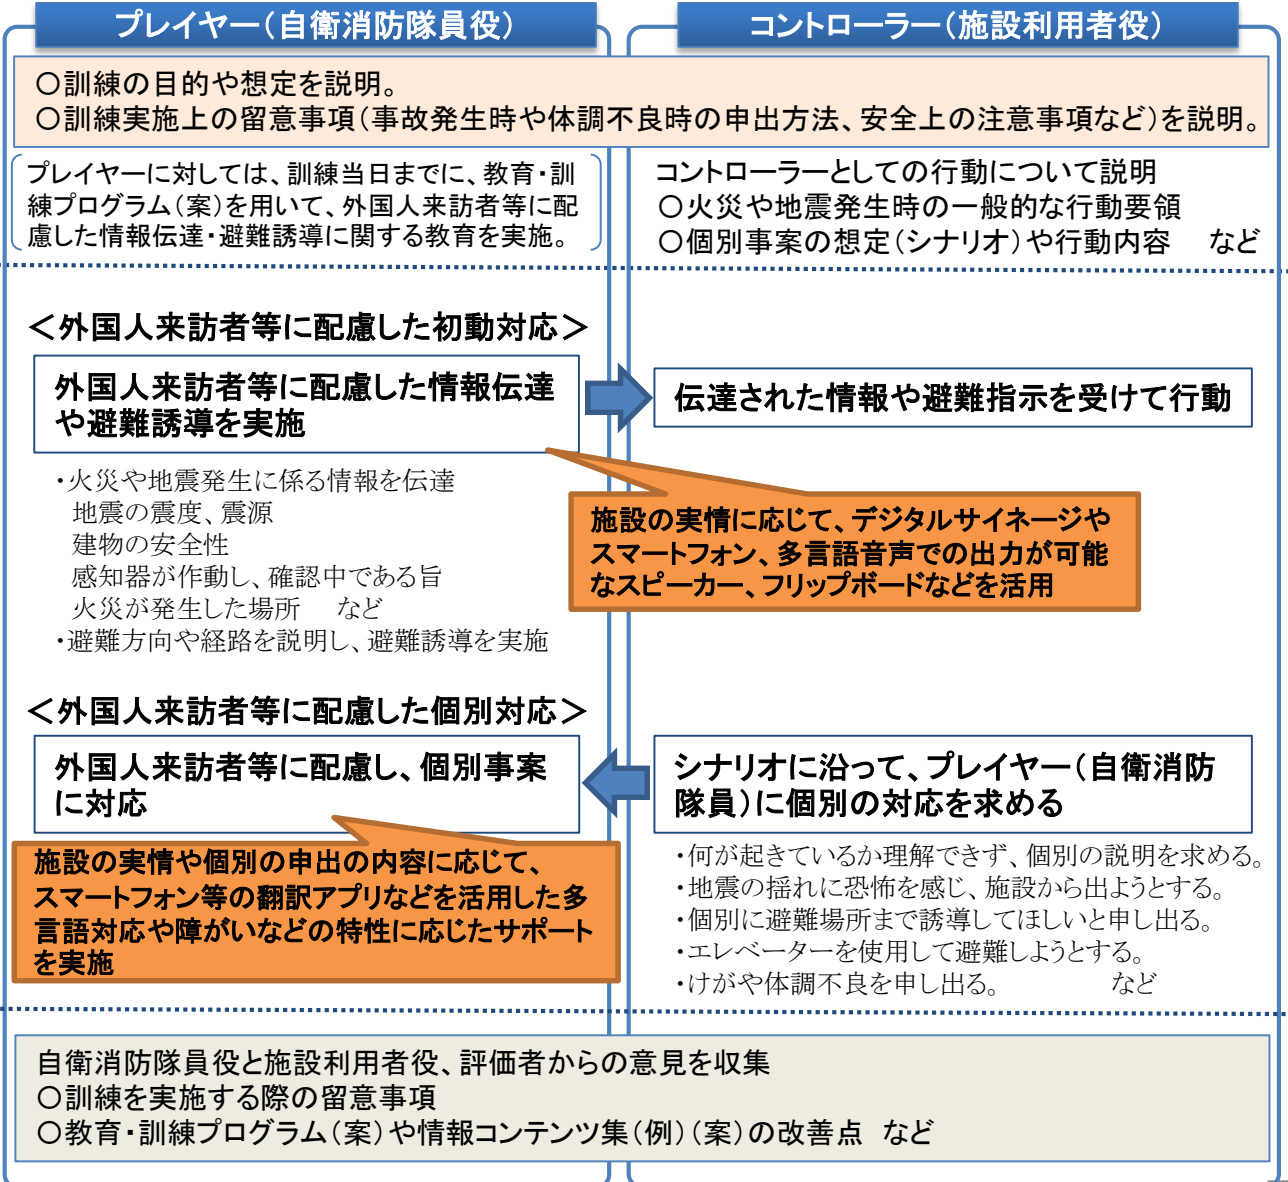 プレイヤー（自衛消防隊員役）
コントローラー（施設利用者役）
○訓練の目的や想定を説明。
○訓練実施上の留意事項（事故発生時や体調不良時の申出方法、安全上の注意事項など）を説明。
プレイヤーに対しては、訓練当日までに、教育・訓
練プログラム（案）を用いて、外国人来訪者等に配
慮した情報伝達・避難誘導に関する教育を実施。
コントローラーとしての行動について説明
○火災や地震発生時の一般的な行動要領
○個別事案の想定（シナリオ）や行動内容　など
＜外国人来訪者等に配慮した初動対応＞
外国人来訪者等に配慮した情報伝達
や避難誘導を実施
伝達された情報や避難指示を受けて行動
・火災や地震発生に係る情報を伝達
地震の震度、震源
建物の安全性
感知器が作動し、確認中である旨
火災が発生した場所　など
・避難方向や経路を説明し、避難誘導を実施
施設の実情に応じて、デジタルサイネージや
スマートフォン、多言語音声での出力が可能
なスピーカー、フリップボードなどを活用
＜外国人来訪者等に配慮した個別対応＞
外国人来訪者等に配慮し、個別事案
に対応
シナリオに沿って、プレイヤー（自衛消防
隊員）に個別の対応を求める
施設の実情や個別の申出の内容に応じて、
スマートフォン等の翻訳アプリなどを活用した多
言語対応や障がいなどの特性に応じたサポート
を実施
・何が起きているか理解できず、個別の説明を求める。
・地震の揺れに恐怖を感じ、施設から出ようとする。
・個別に避難場所まで誘導してほしいと申し出る。
・エレベーターを使用して避難しようとする。
・けがや体調不良を申し出る。　など
自衛消防隊員役と施設利用者役、評価者からの意見を収集
○訓練を実施する際の留意事項
○教育・訓練プログラム（案）や情報コンテンツ集（例）（案）の改善点 など